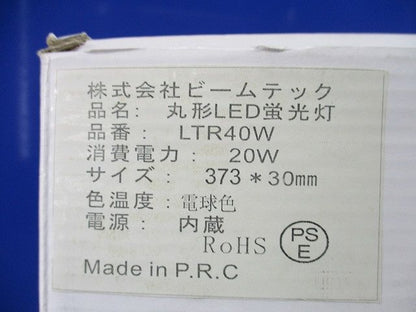 株式会社ビームテック
品名: 丸形LED蛍光灯
品番: LTR40W
消費電力: 20W
サイズ: 373*30mm
色温度: 電球色
電源: 内蔵
RoHS
PS
E
Made in P.R.C